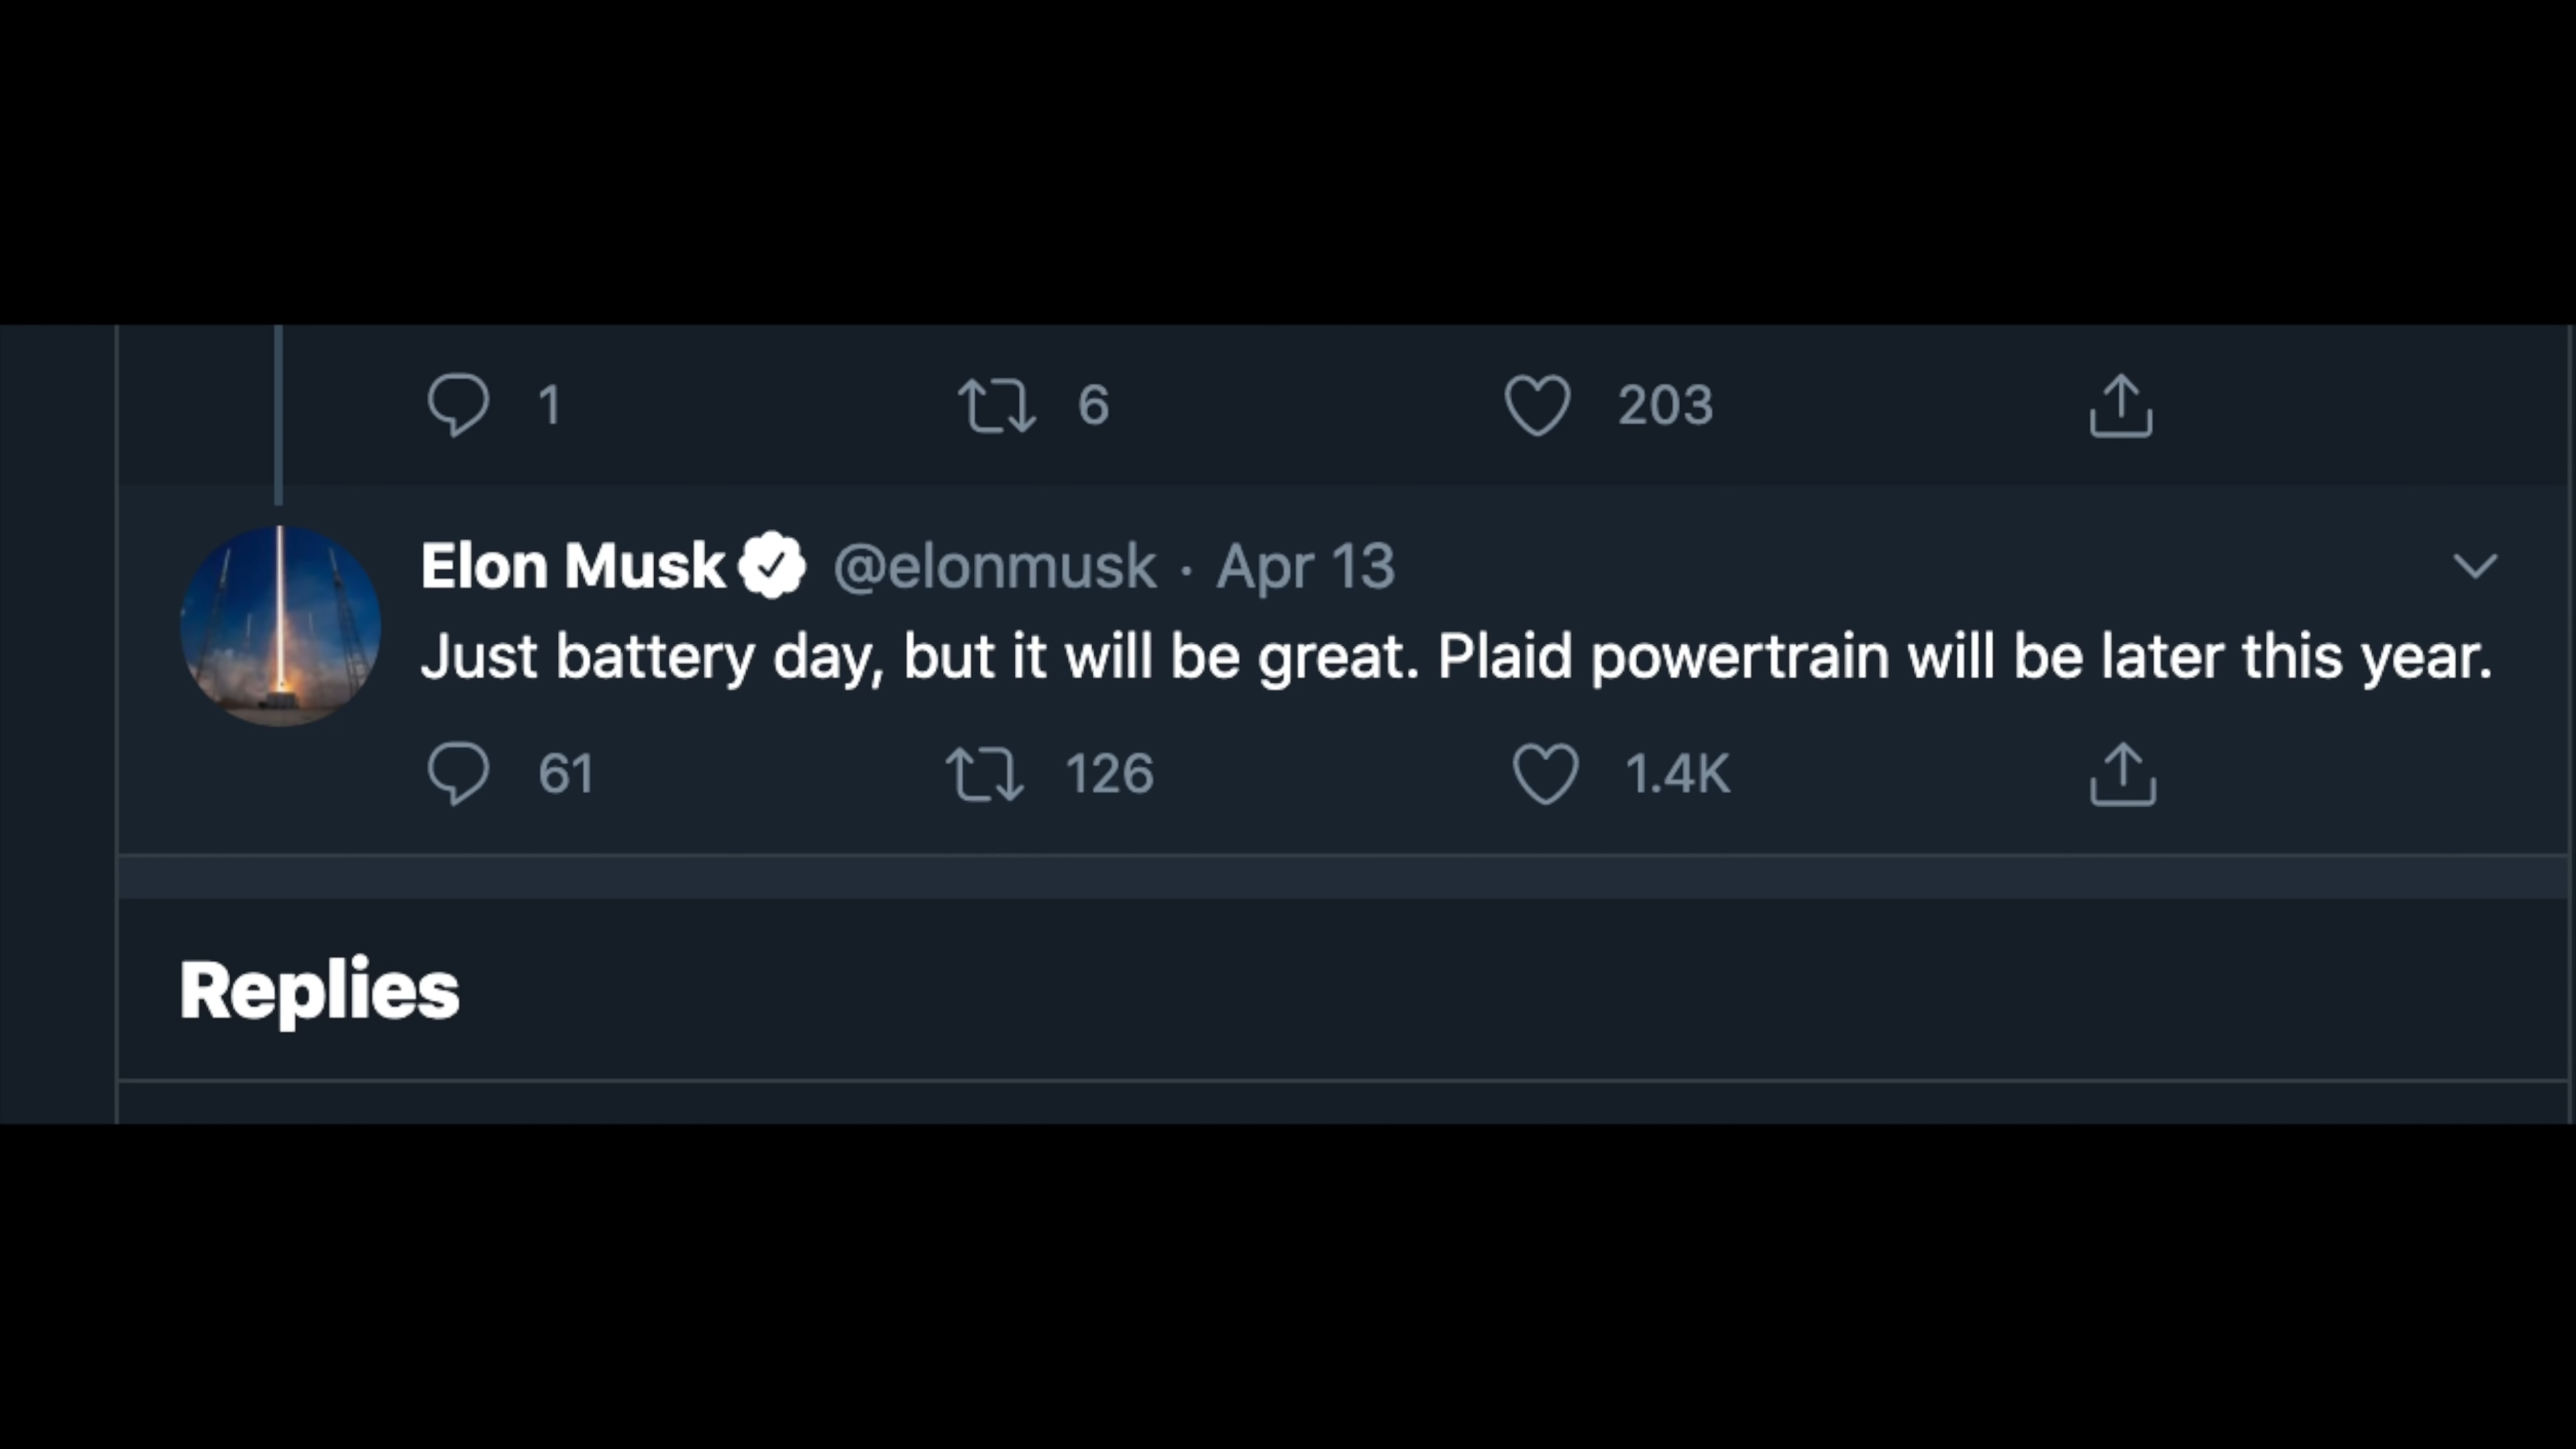 1 6 203
Elon Musk @elonmusk · Apr 13
Just battery day, but it will be great. Plaid powertrain will be later this year.
61 126 1.4K
Replies